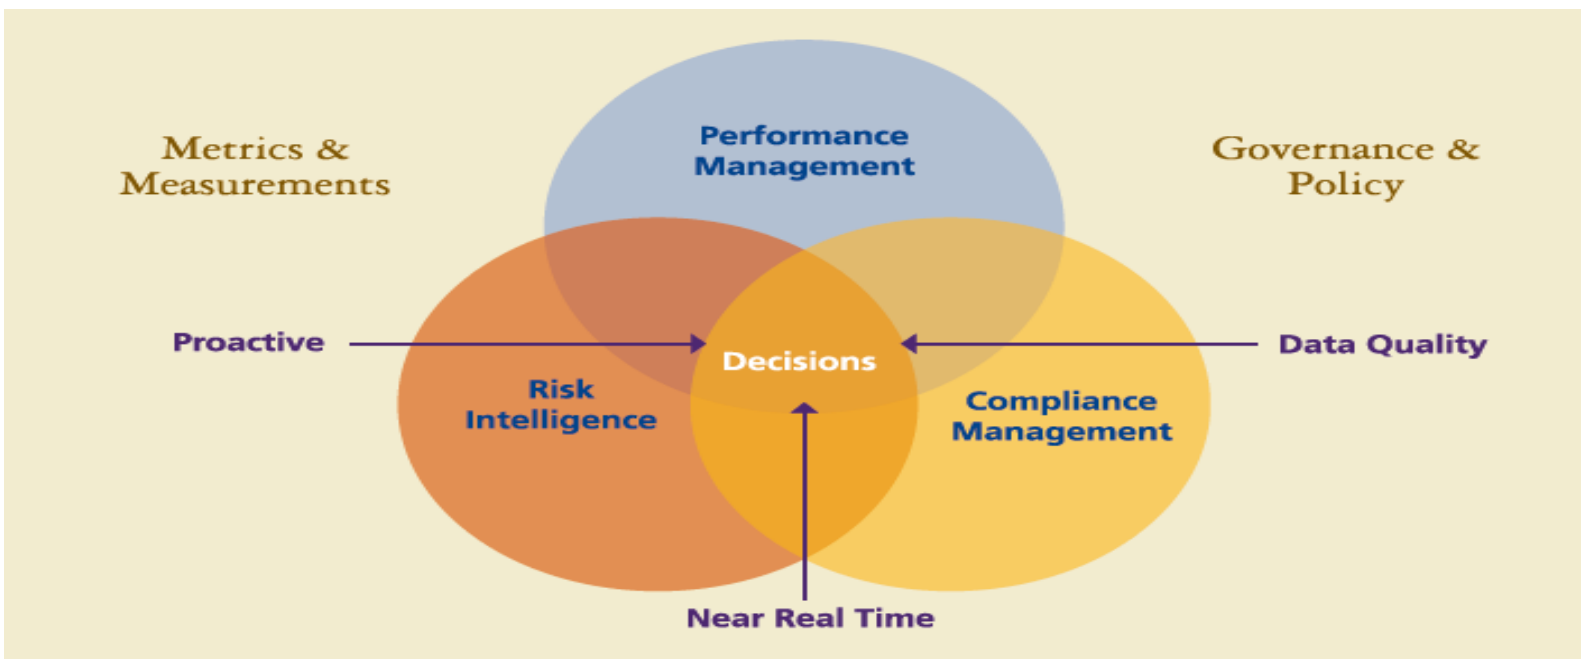 Performance
Management
Metrics &
Measurements
Governance &
Policy
Proactive
Data Quality
Decisions
Risk
Intelligence
Compliance
Management
Near Real Time